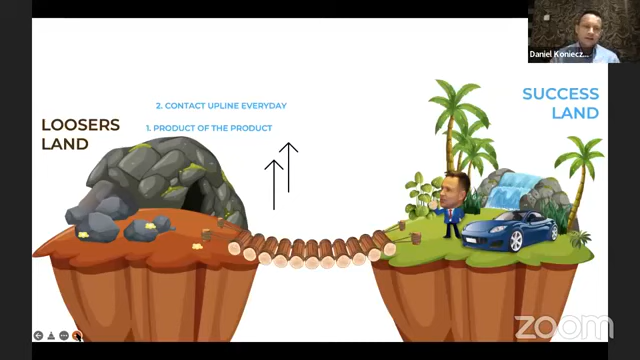 Daniel Koniecz...
SUCCESS
LAND
2. CONTACT UPLINE EVERYDAY
LOOSERS
LAND
1. PRODUCT OF THE PRODUCT
zoom